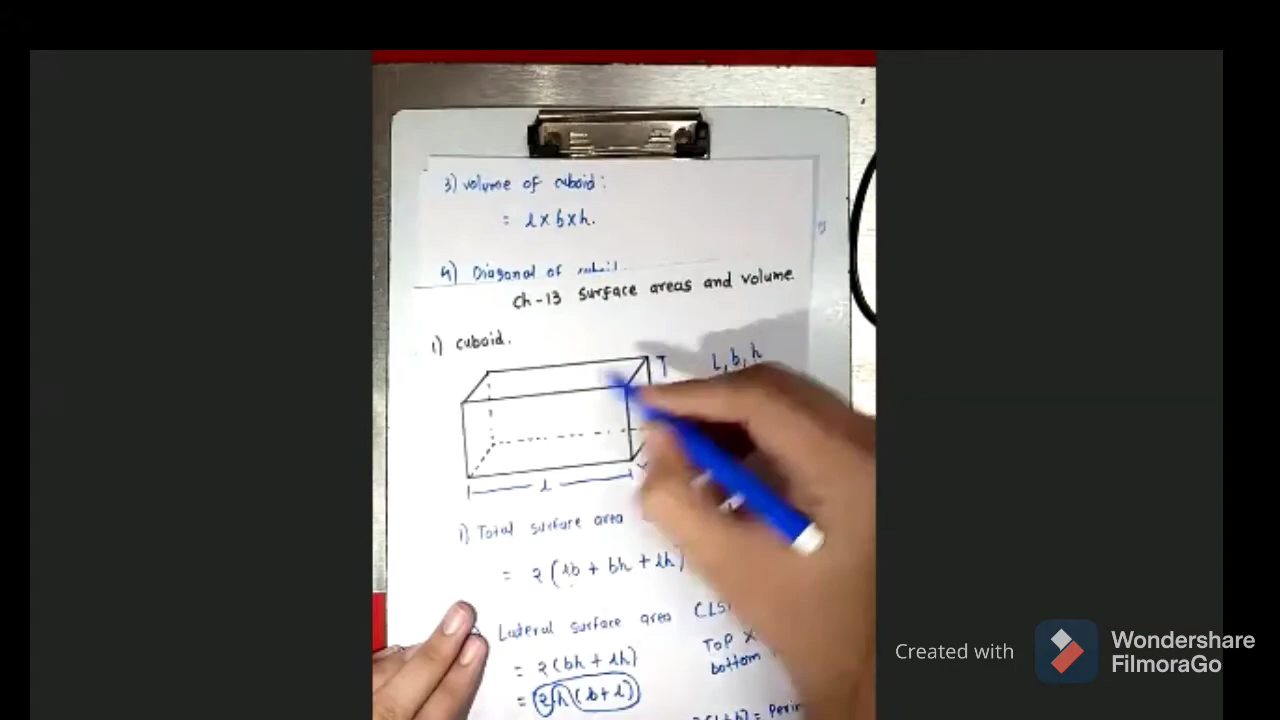 3) volume of cuboid:
= l×b×h.
4) Diagonal of
Ch-13 surface areas and volume
1) cuboid.
L, b, h
l
i) Total surface area
= 2(lb + bh + lh)
Lateral surface area (LS
= 2(bh + lh)
= 2h(b+l)
TOP ×
bottom
Created with
Wondershare
FilmoraGo